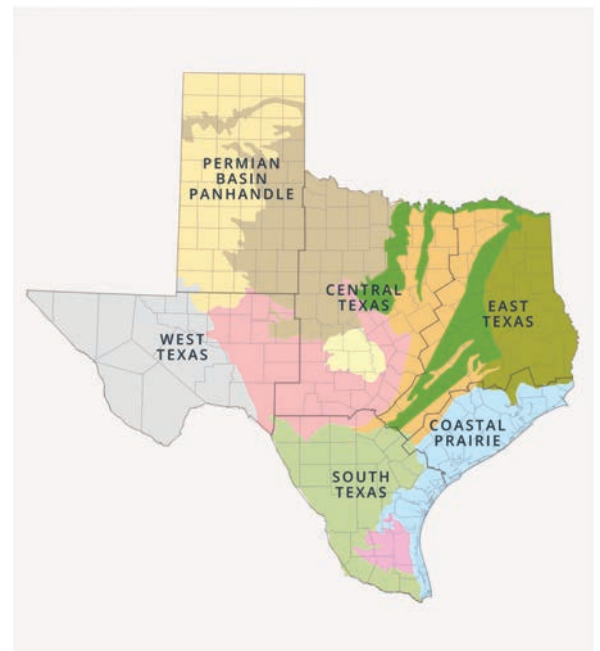 PERMIAN
BASIN
PANHANDLE
CENTRAL
TEXAS
EAST
TEXAS
WEST
TEXAS
COASTAL
PRAIRIE
SOUTH
TEXAS